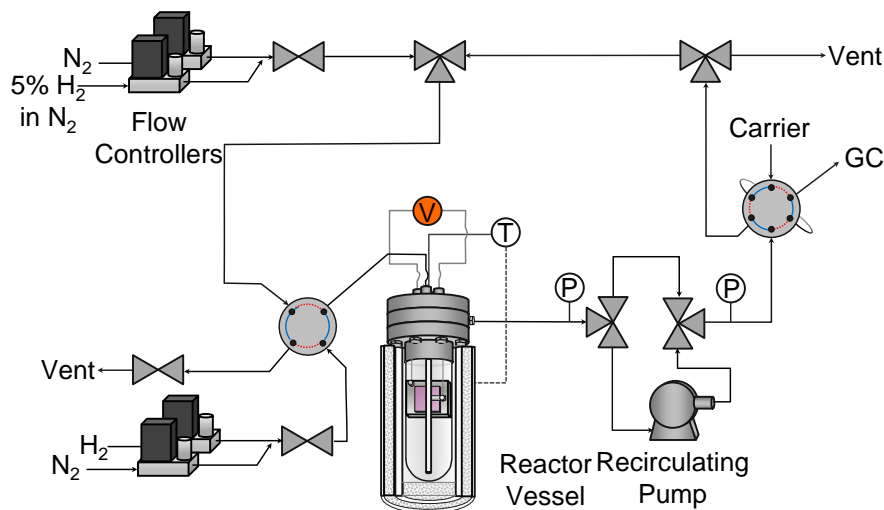 N₂
5% H₂
in N₂
Flow
Controllers
Vent
Carrier
GC
V
T
P
P
Vent
H₂
N₂
Reactor
Vessel
Recirculating
Pump